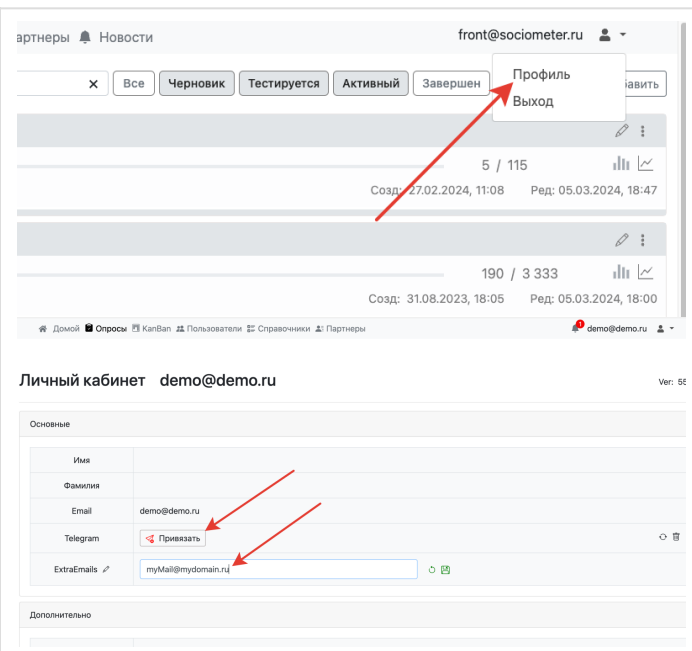 артнеры Новости front@sociometer.ru
Профиль
Выход
Все Черновик Тестируется Активный Завершен авить
5 / 115
Созд: 27.02.2024, 11:08 Ред: 05.03.2024, 18:47
190 / 3 333
Созд: 31.08.2023, 18:05 Ред: 05.03.2024, 18:00
Домой Опросы KanBan Пользователи Справочники Партнеры 1 demo@demo.ru
Личный кабинет demo@demo.ru Ver: 55
Основные
Имя
Фамилия
Email demo@demo.ru
Telegram Привязать
ExtraEmails myMail@mydomain.ru
Дополнительно